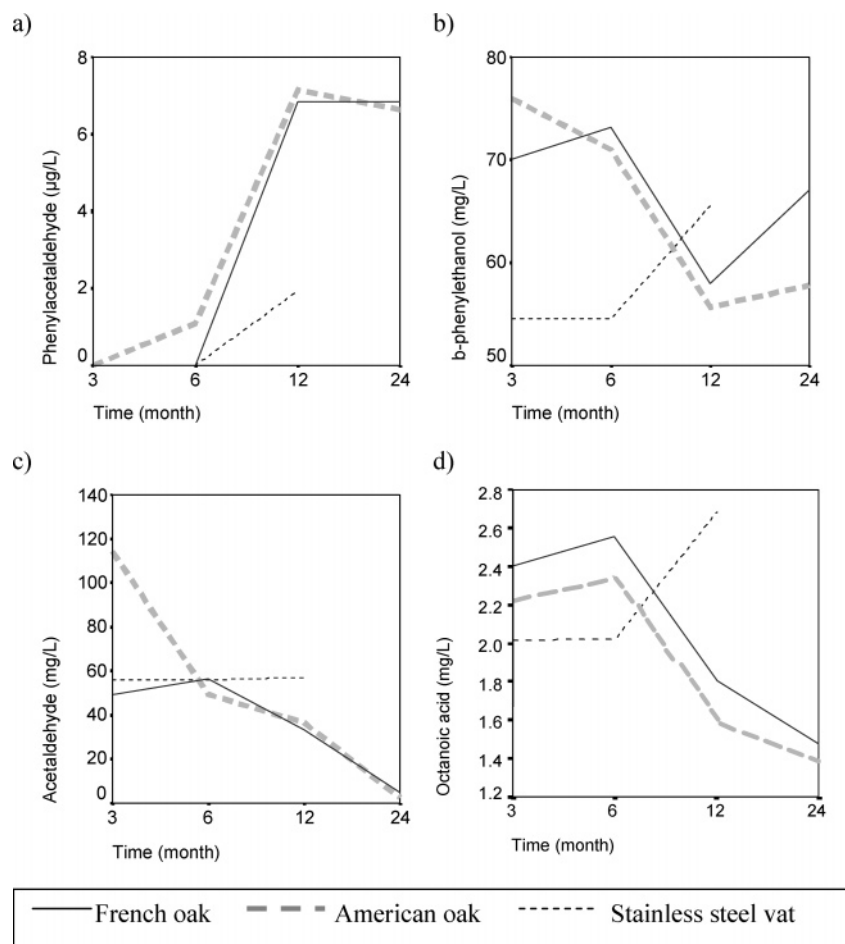 a)
Phenylacetaldehyde (µg/L)
8
6
4
2
0
3 6 12 24
Time (month)
b)
b-phenylethanol (mg/L)
80
70
60
50
3 6 12 24
Time (month)
c)
Acetaldehyde (mg/L)
140
120
100
80
60
40
20
0
3 6 12 24
Time (month)
d)
Octanoic acid (mg/L)
2.8
2.6
2.4
2.2
2.0
1.8
1.6
1.4
1.2
3 6 12 24
Time (month)
French oak American oak Stainless steel vat